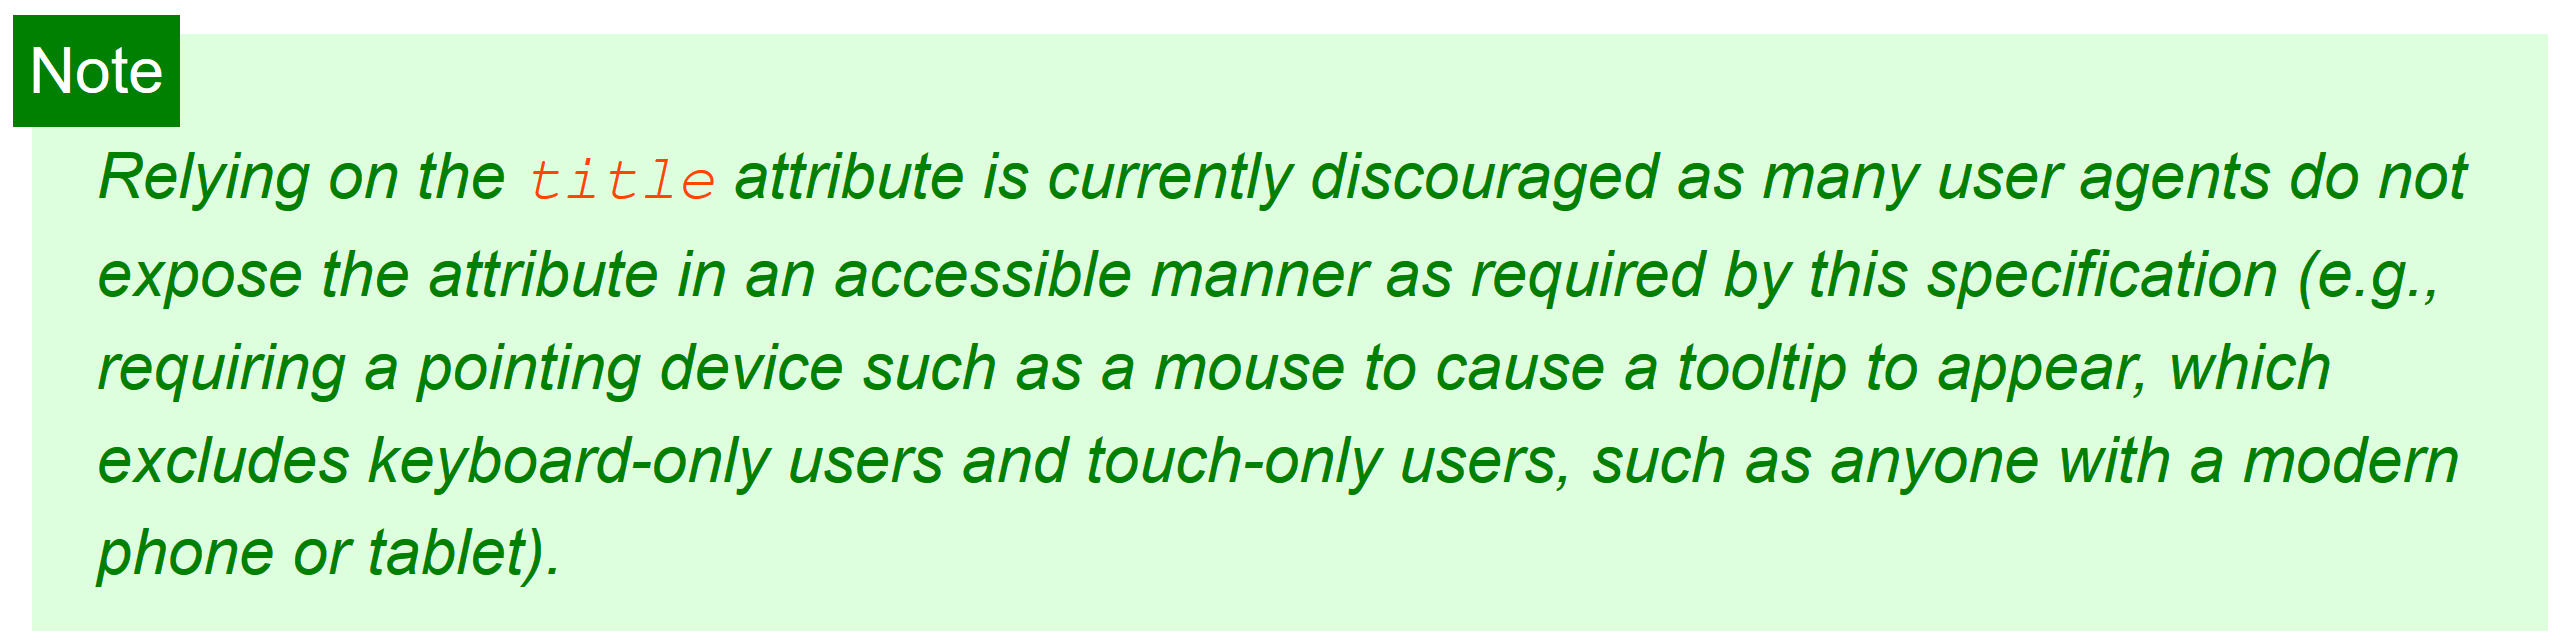 Note
Relying on the title attribute is currently discouraged as many user agents do not
expose the attribute in an accessible manner as required by this specification (e.g.,
requiring a pointing device such as a mouse to cause a tooltip to appear, which
excludes keyboard-only users and touch-only users, such as anyone with a modern
phone or tablet).